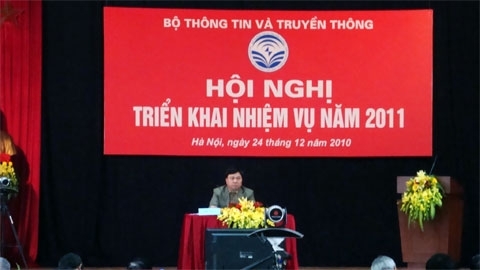 BỘ THÔNG TIN VÀ TRUYỀN THÔNG
HỘI NGHỊ
TRIỂN KHAI NHIỆM VỤ NĂM 2011
Hà Nội, ngày 24 tháng 12 năm 2010